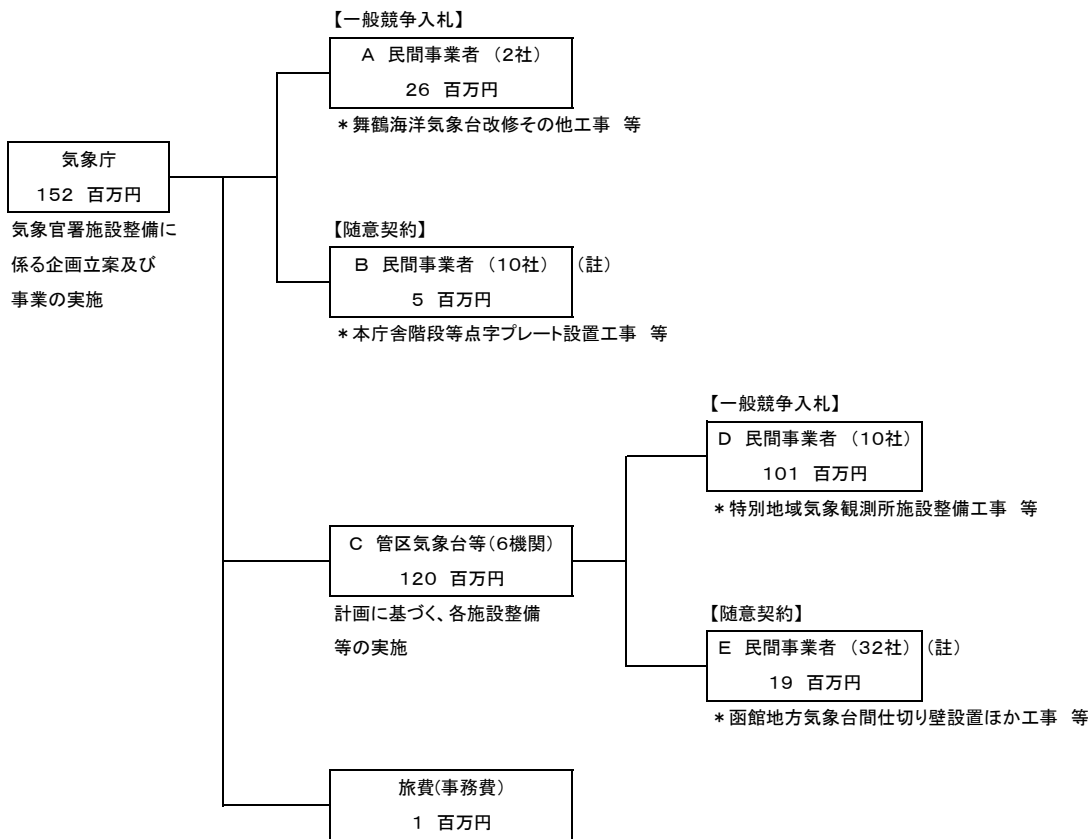 【一般競争入札】
A 民間事業者 （2社）
26 百万円
＊舞鶴海洋気象台改修その他工事 等
気象庁
152 百万円
気象官署施設整備に
係る企画立案及び
事業の実施
【随意契約】
B 民間事業者 （10社） （註）
5 百万円
＊本庁舎階段等点字プレート設置工事 等
【一般競争入札】
D 民間事業者 （10社）
101 百万円
＊特別地域気象観測所施設整備工事 等
C 管区気象台等（6機関）
120 百万円
計画に基づく、各施設整備
等の実施
【随意契約】
E 民間事業者 （32社） （註）
19 百万円
＊函館地方気象台間仕切り壁設置ほか工事 等
旅費(事務費)
1 百万円